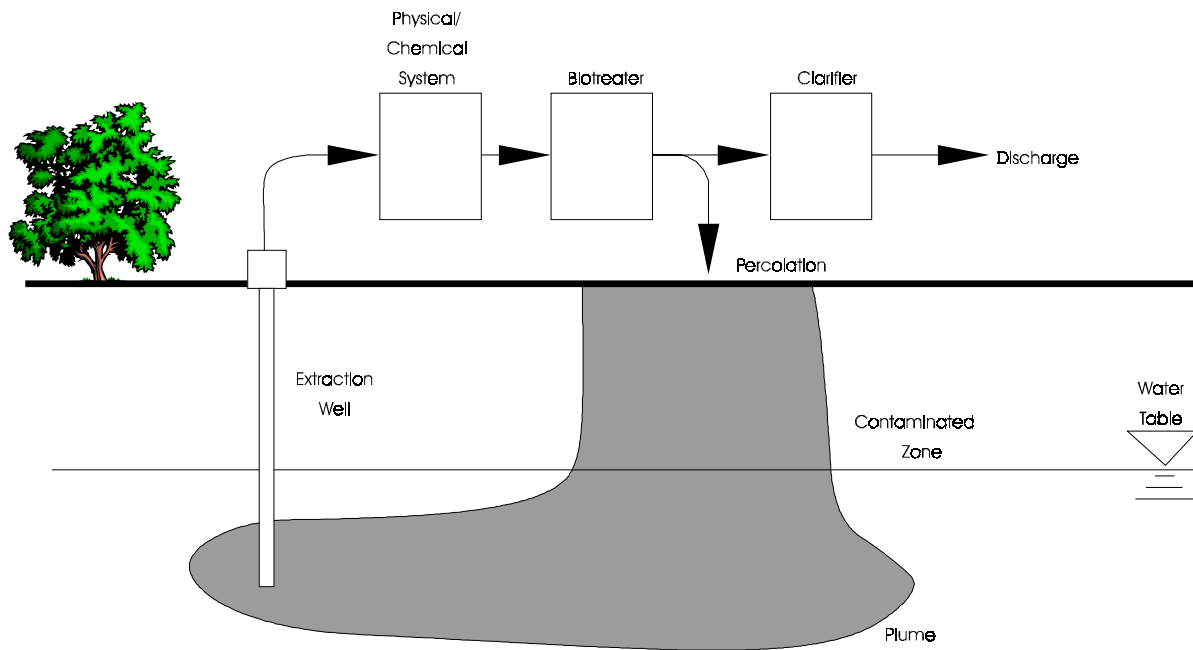 Physical/
Chemical
System
Biotreater
Clarifier
Discharge
Percolation
Extraction
Well
Water
Table
Contaminated
Zone
Plume